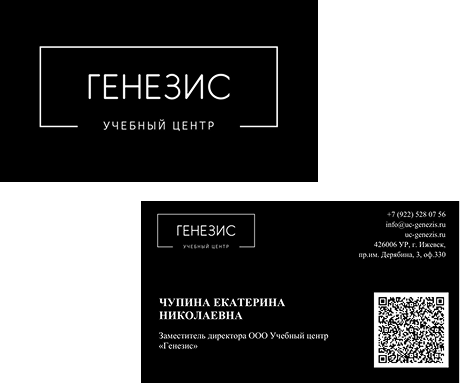 ГЕНЕЗИС
УЧЕБНЫЙ ЦЕНТР
ГЕНЕЗИС
УЧЕБНЫЙ ЦЕНТР
+7 (922) 528 07 56
info@uc-genezis.ru
uc-genezis.ru
426006 УР, г. Ижевск,
пр.им. Дерябина, 3, оф.330
ЧУПИНА ЕКАТЕРИНА
НИКОЛАЕВНА
Заместитель директора ООО Учебный центр
«Генезис»